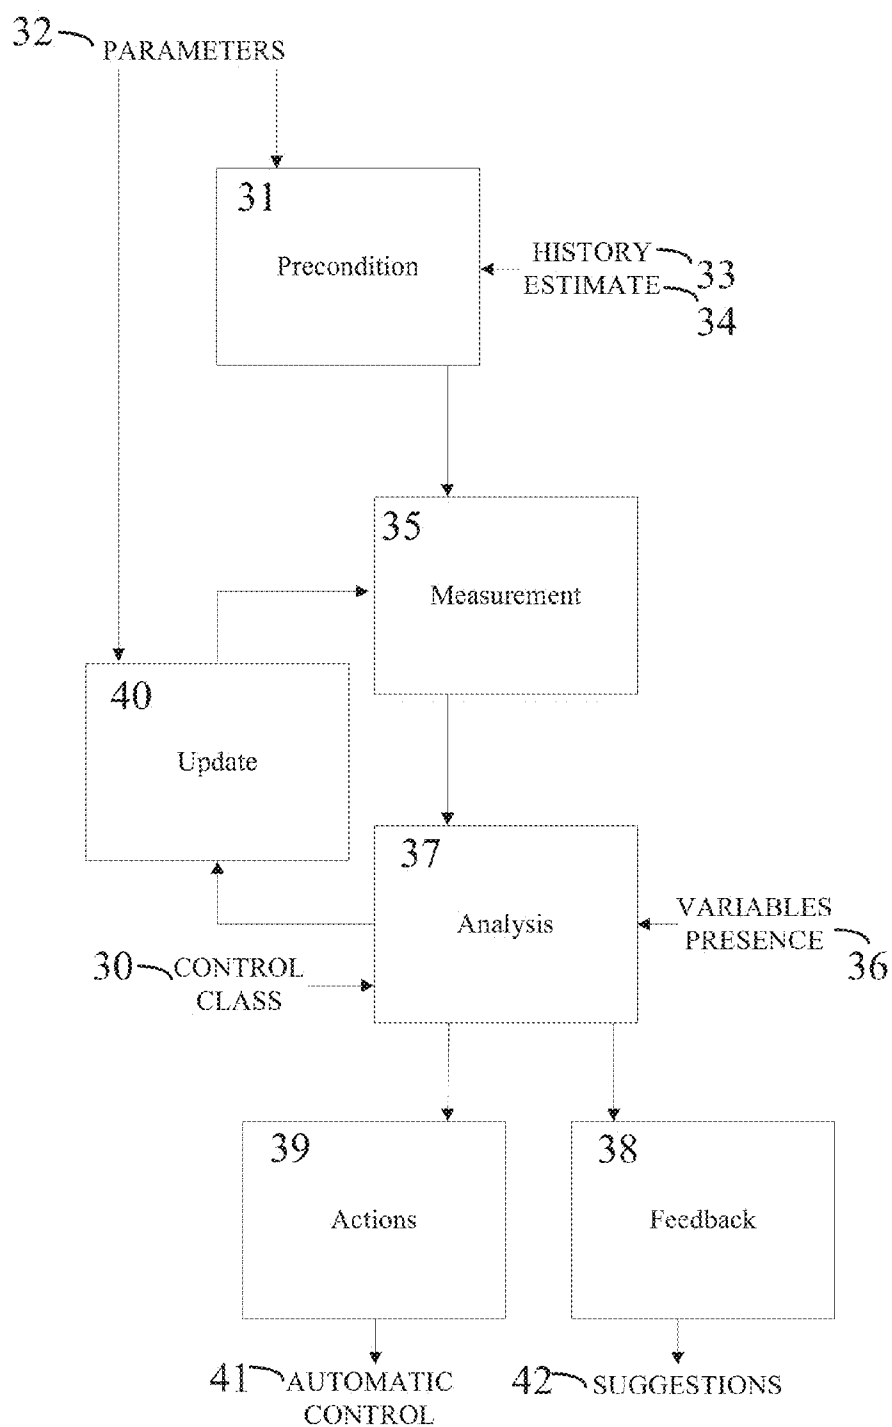 32 PARAMETERS
31
Precondition
HISTORY 33
ESTIMATE 34
35
Measurement
40
Update
37
Analysis
VARIABLES
PRESENCE 36
30 CONTROL
CLASS
39
Actions
38
Feedback
41 AUTOMATIC
CONTROL
42 SUGGESTIONS